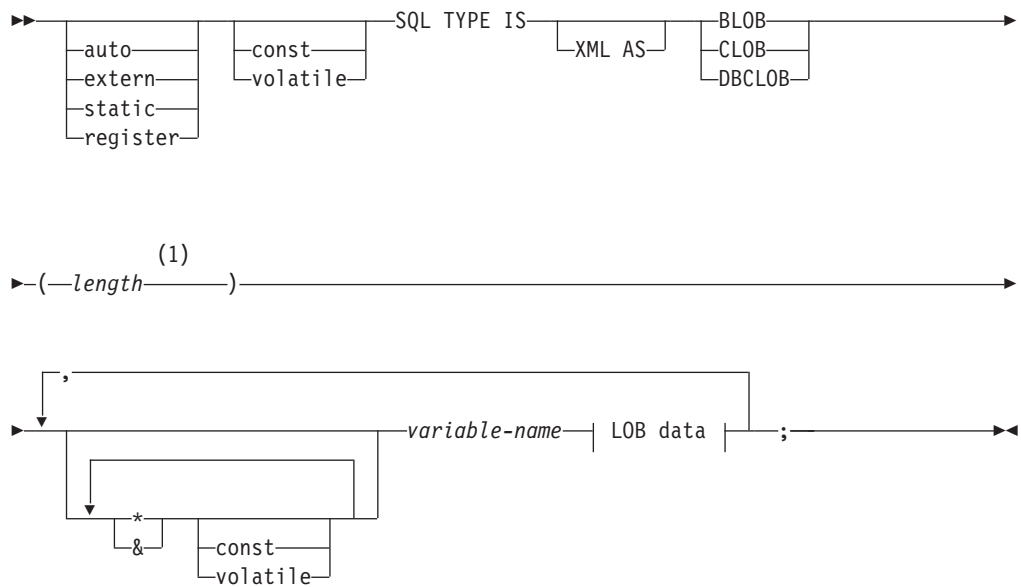 SQL TYPE IS BLOB
auto const XML AS CLOB
extern volatile DBCLOB
static
register
(1)
( length )
,
variable-name LOB data ;
*
& const
volatile